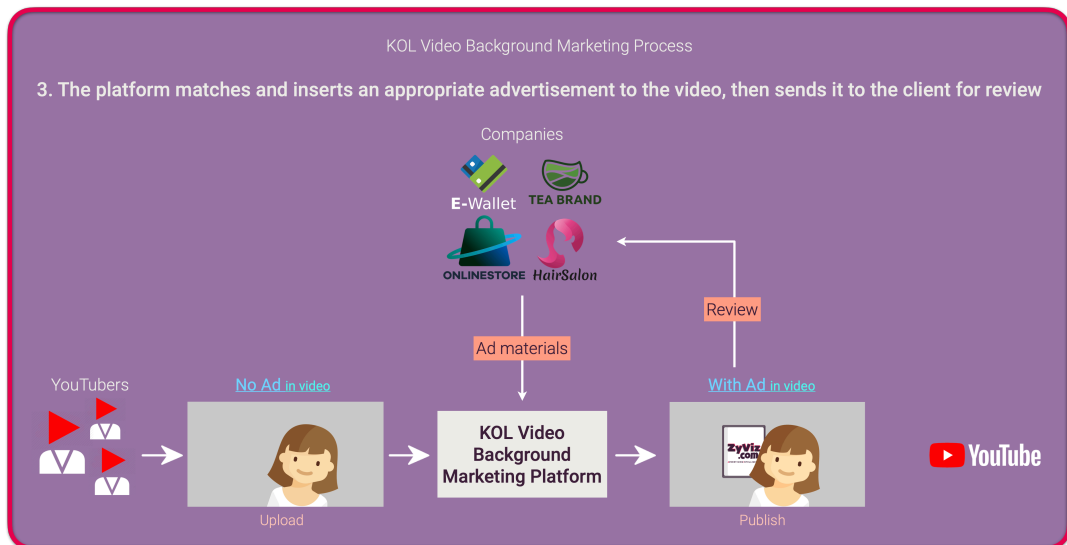 KOL Video Background Marketing Process
3. The platform matches and inserts an appropriate advertisement to the video, then sends it to the client for review
Companies
E-Wallet
TEA BRAND
ONLINESTORE
HairSalon
Review
Ad materials
YouTubers
No Ad in video
With Ad in video
KOL Video
Background
Marketing Platform
ZyViz
.com
YouTube
Upload
Publish